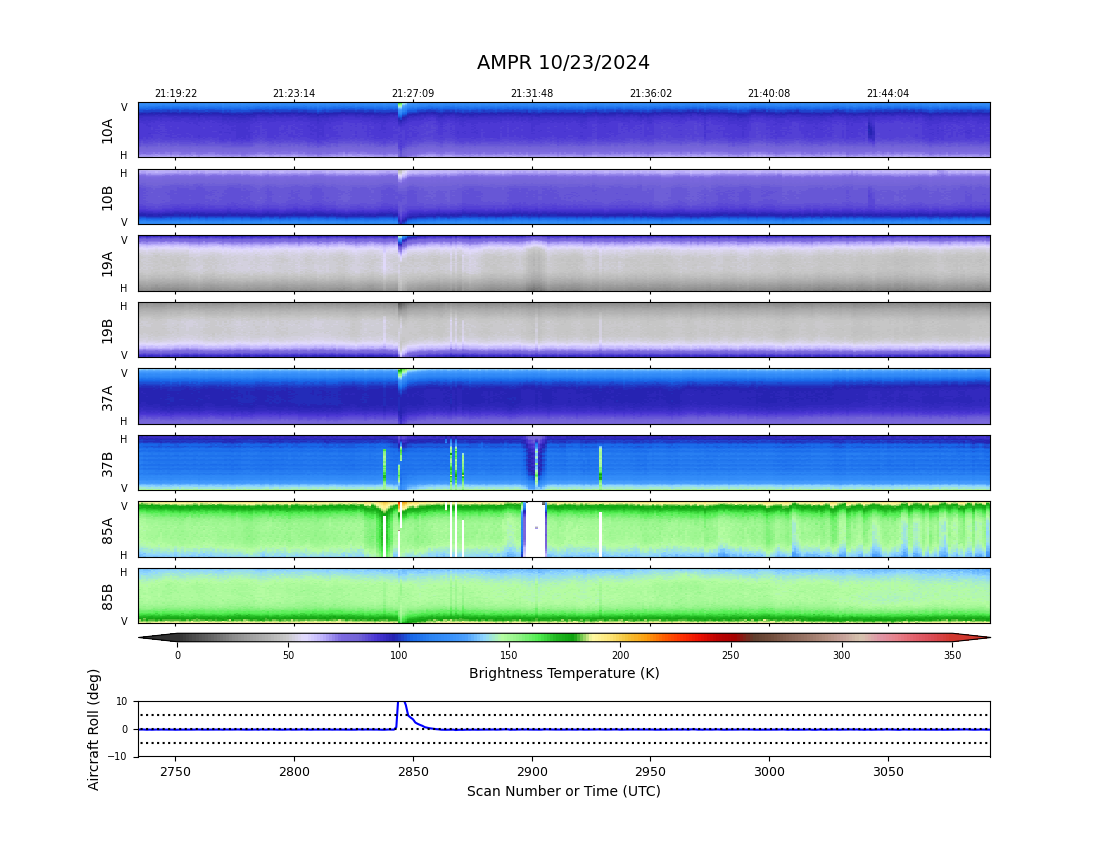 AMPR 10/23/2024
21:19:22 21:23:14 21:27:09 21:31:48 21:36:02 21:40:08 21:44:04
V
10A
H
H
10B
V
V
19A
H
H
19B
V
V
37A
H
H
37B
V
V
85A
H
H
85B
V
0 50 100 150 200 250 300 350
Brightness Temperature (K)
Aircraft Roll (deg)
10
0
−10
2750 2800 2850 2900 2950 3000 3050
Scan Number or Time (UTC)